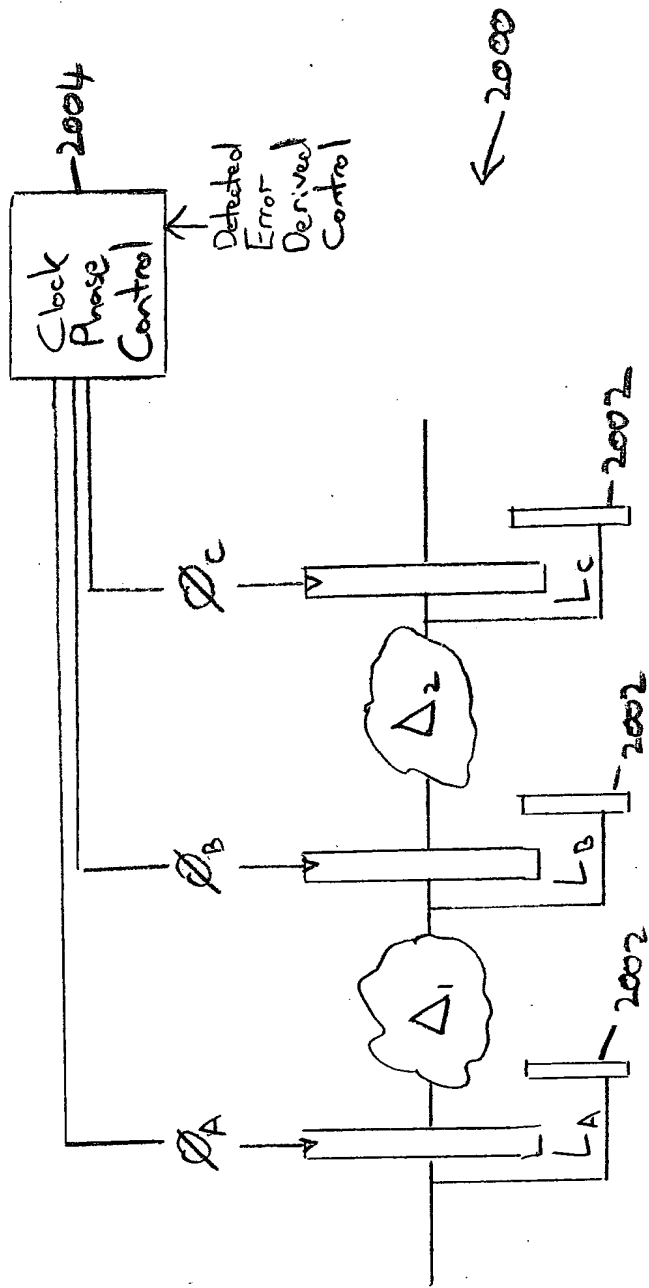 Clock
Phase
Control
2004
Detected
Error
Derived
Control
2000
ØA
ØB
ØC
Δ1
Δ2
LA
LB
LC
2002
2002
2002